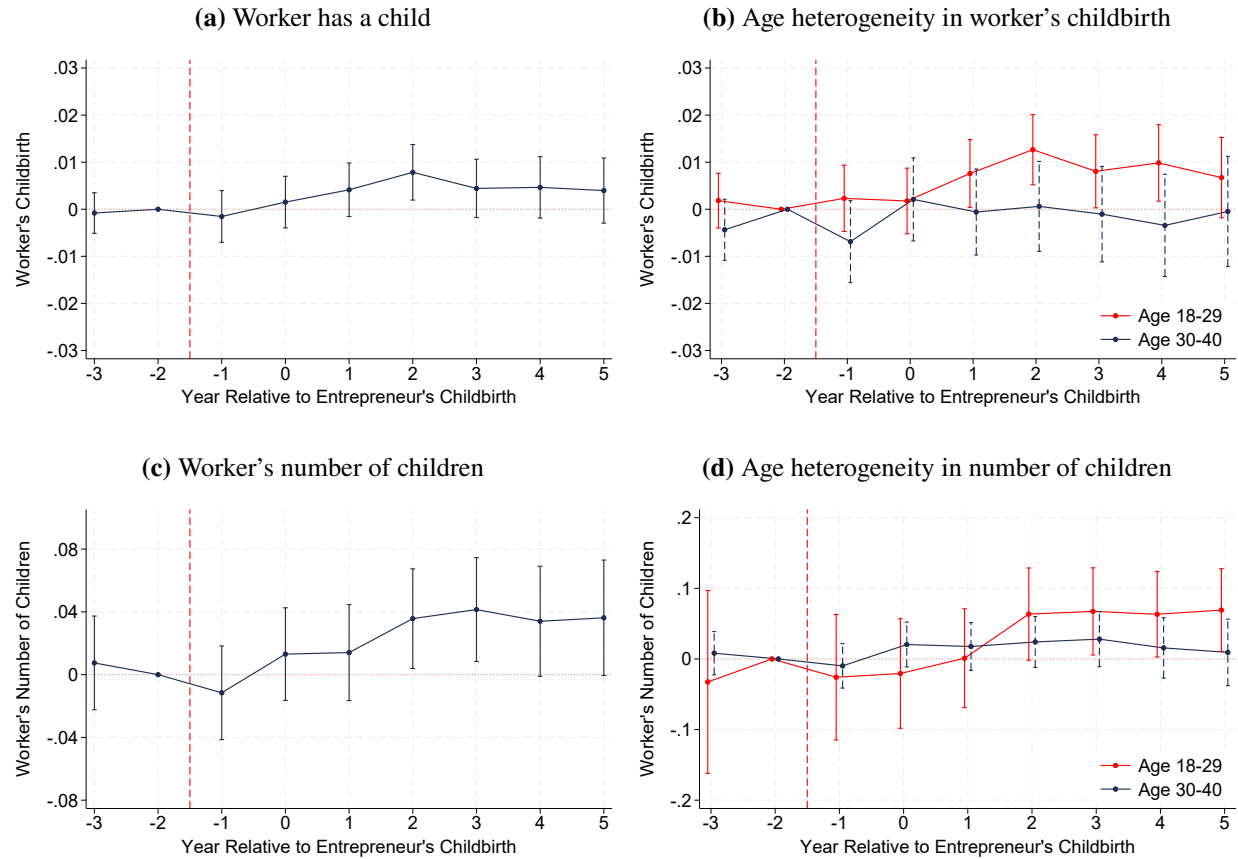 (a) Worker has a child
.03
.02
.01
0
-.01
-.02
-.03
Worker's Childbirth
-3 -2 -1 0 1 2 3 4 5
Year Relative to Entrepreneur's Childbirth
(b) Age heterogeneity in worker's childbirth
.03
.02
.01
0
-.01
-.02
-.03
Worker's Childbirth
Age 18-29
Age 30-40
-3 -2 -1 0 1 2 3 4 5
Year Relative to Entrepreneur's Childbirth
(c) Worker's number of children
.08
.04
0
-.04
-.08
Worker's Number of Children
-3 -2 -1 0 1 2 3 4 5
Year Relative to Entrepreneur's Childbirth
(d) Age heterogeneity in number of children
.2
.1
0
-.1
-.2
Worker's Number of Children
Age 18-29
Age 30-40
-3 -2 -1 0 1 2 3 4 5
Year Relative to Entrepreneur's Childbirth